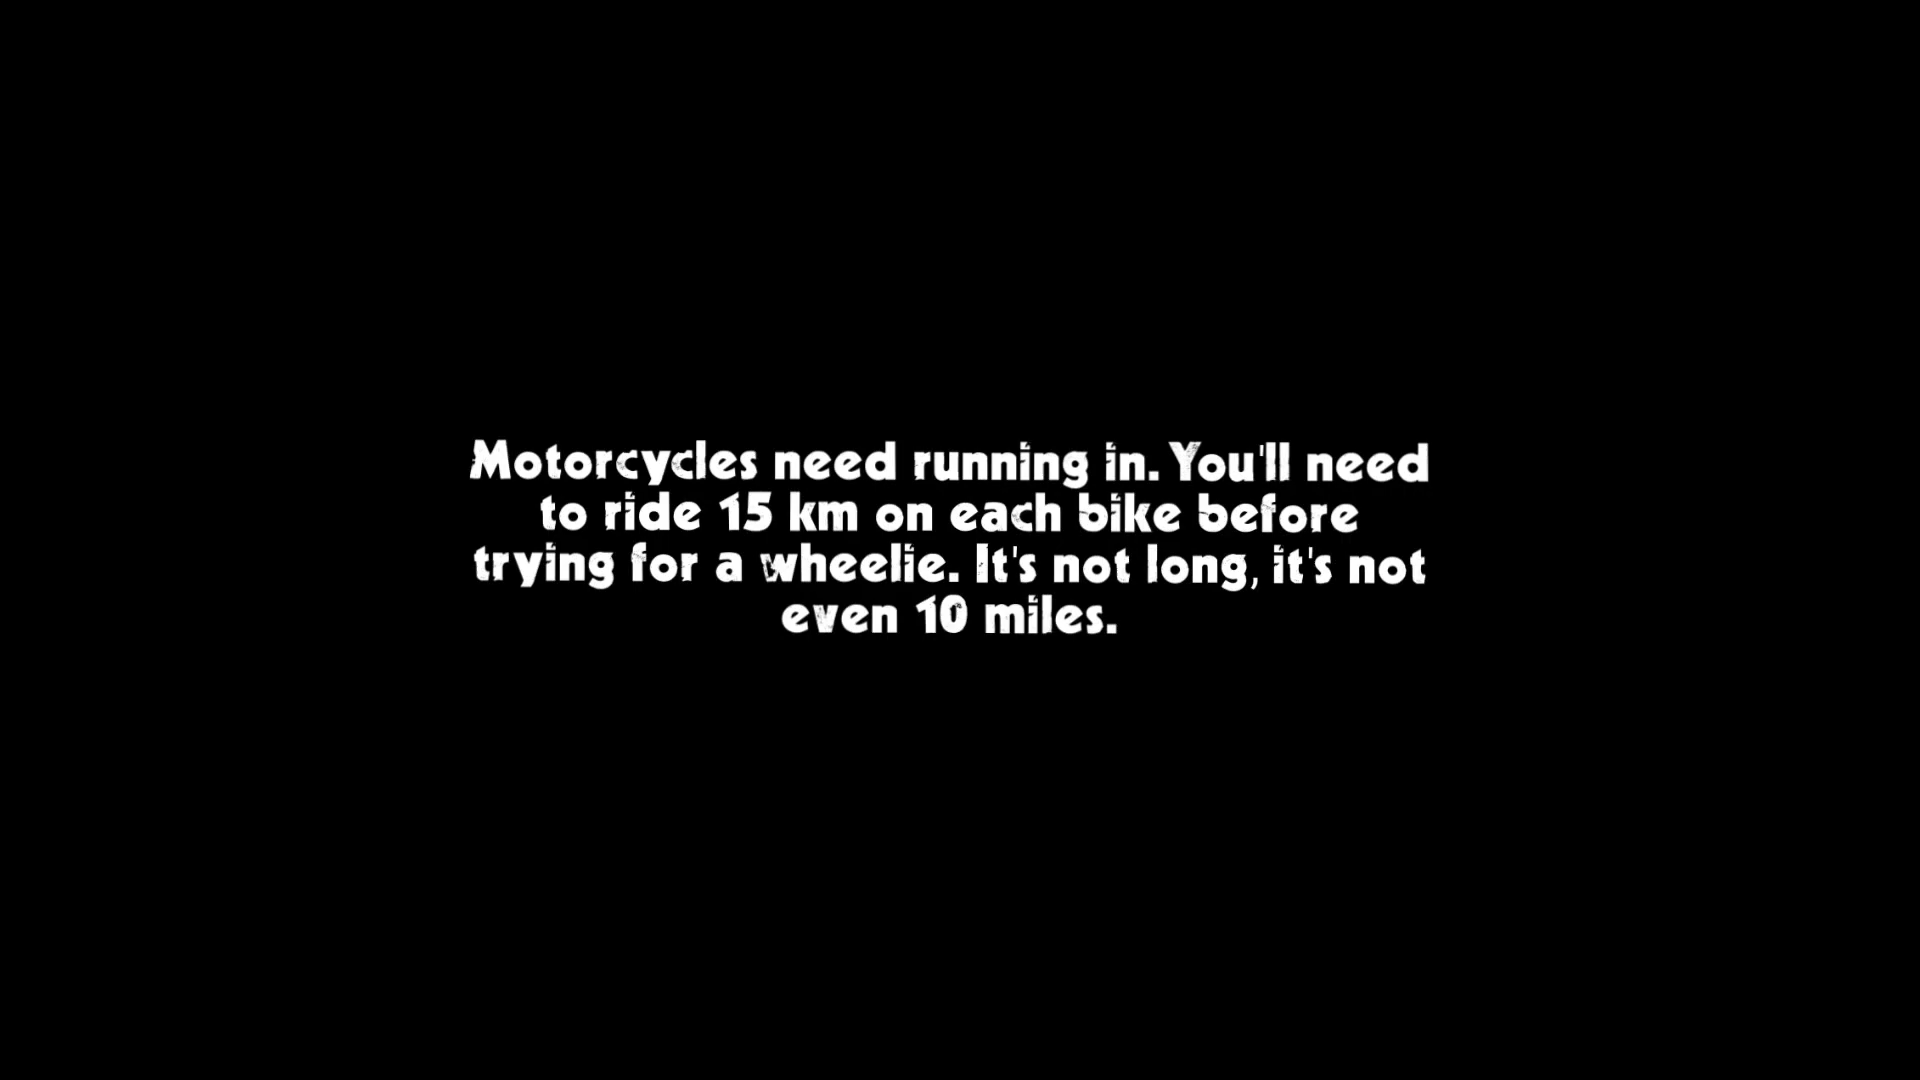 Motorcycles need running in. You'll need
to ride 15 km on each bike before
trying for a wheelie. It's not long, it's not
even 10 miles.